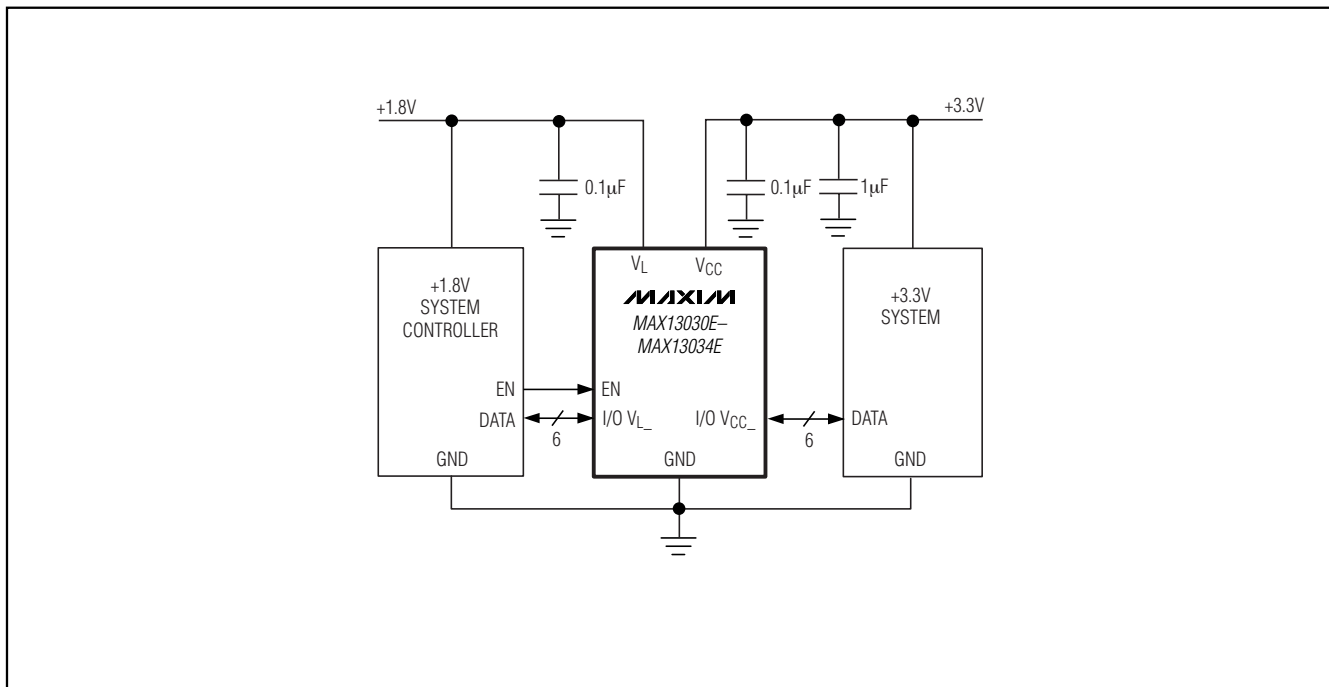 +1.8V
+3.3V
0.1µF
0.1µF
1µF
+1.8V
SYSTEM
CONTROLLER
EN
DATA
GND
6
VL
VCC
MAXIM
MAX13030E–
MAX13034E
EN
I/O VL_
I/O VCC_
GND
6
+3.3V
SYSTEM
DATA
GND